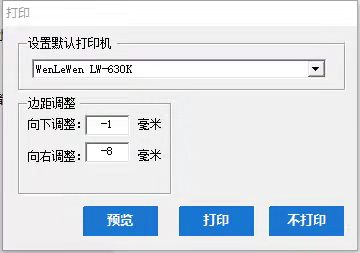 打印
设置默认打印机
WenLeWen LW-630K
边距调整
向下调整： -1 毫米
向右调整： -8 毫米
预览 打印 不打印